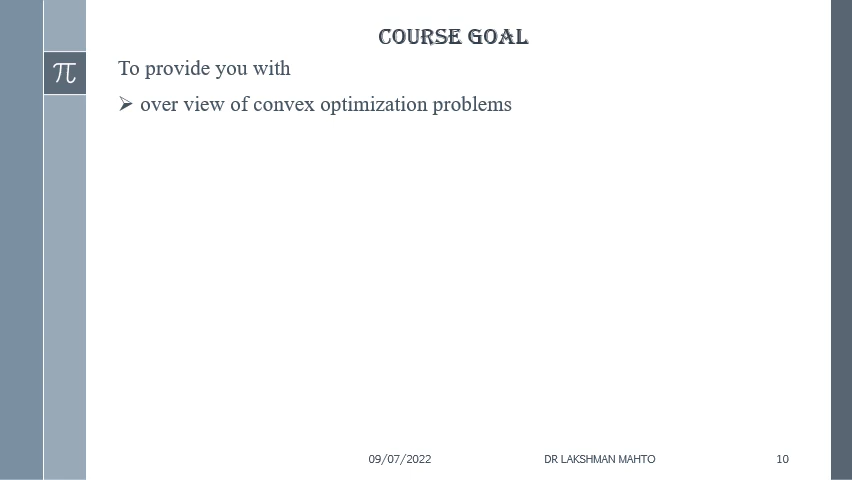 COURSE GOAL
π
To provide you with
➢ over view of convex optimization problems
09/07/2022 DR LAKSHMAN MAHTO 10